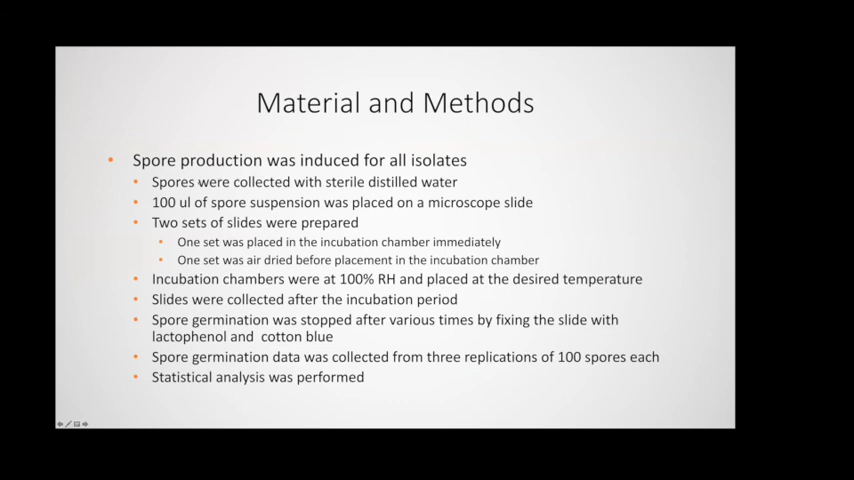 Material and Methods
Spore production was induced for all isolates
Spores were collected with sterile distilled water
100 ul of spore suspension was placed on a microscope slide
Two sets of slides were prepared
One set was placed in the incubation chamber immediately
One set was air dried before placement in the incubation chamber
Incubation chambers were at 100% RH and placed at the desired temperature
Slides were collected after the incubation period
Spore germination was stopped after various times by fixing the slide with
lactophenol and  cotton blue
Spore germination data was collected from three replications of 100 spores each
Statistical analysis was performed